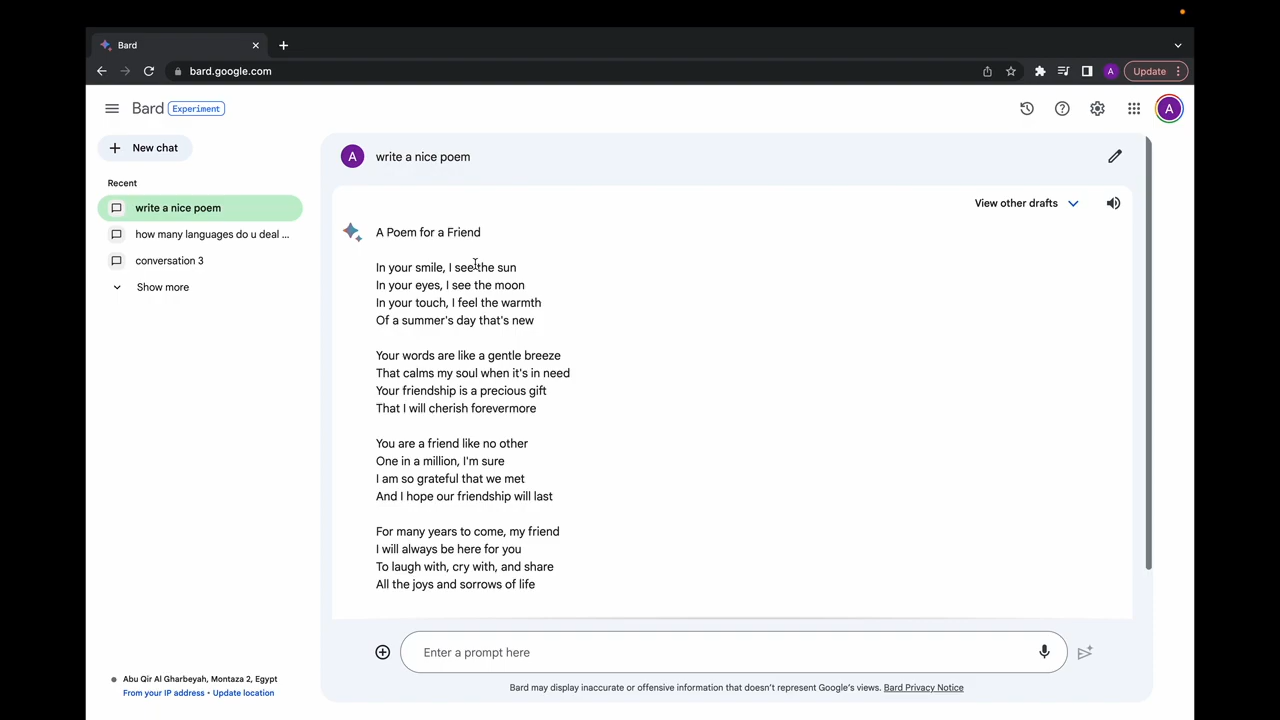 Bard
bard.google.com
A
Update
Bard
Experiment
A
New chat
Recent
write a nice poem
how many languages do u deal ...
conversation 3
Show more
A
write a nice poem
View other drafts
A Poem for a Friend
In your smile, I see the sun
In your eyes, I see the moon
In your touch, I feel the warmth
Of a summer's day that's new
Your words are like a gentle breeze
That calms my soul when it's in need
Your friendship is a precious gift
That I will cherish forevermore
You are a friend like no other
One in a million, I'm sure
I am so grateful that we met
And I hope our friendship will last
For many years to come, my friend
I will always be here for you
To laugh with, cry with, and share
All the joys and sorrows of life
Enter a prompt here
Abu Qir Al Gharbeyah, Montaza 2, Egypt
From your IP address • Update location
Bard may display inaccurate or offensive information that doesn't represent Google's views. Bard Privacy Notice